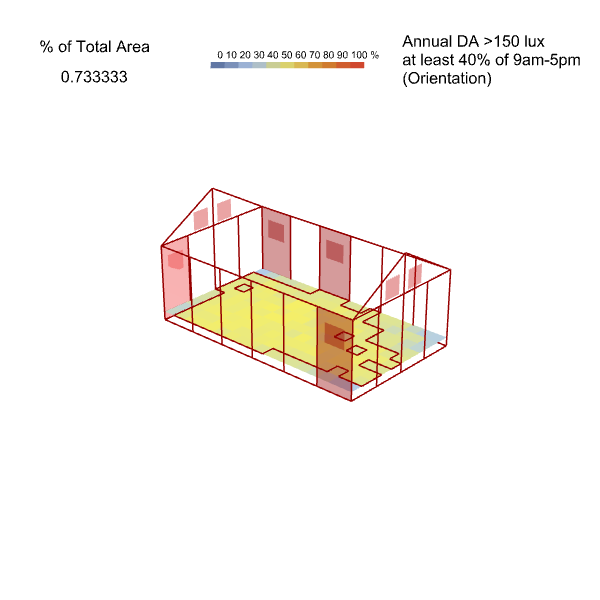 % of Total Area
0.733333
0 10 20 30 40 50 60 70 80 90 100 %
Annual DA >150 lux
at least 40% of 9am-5pm
(Orientation)